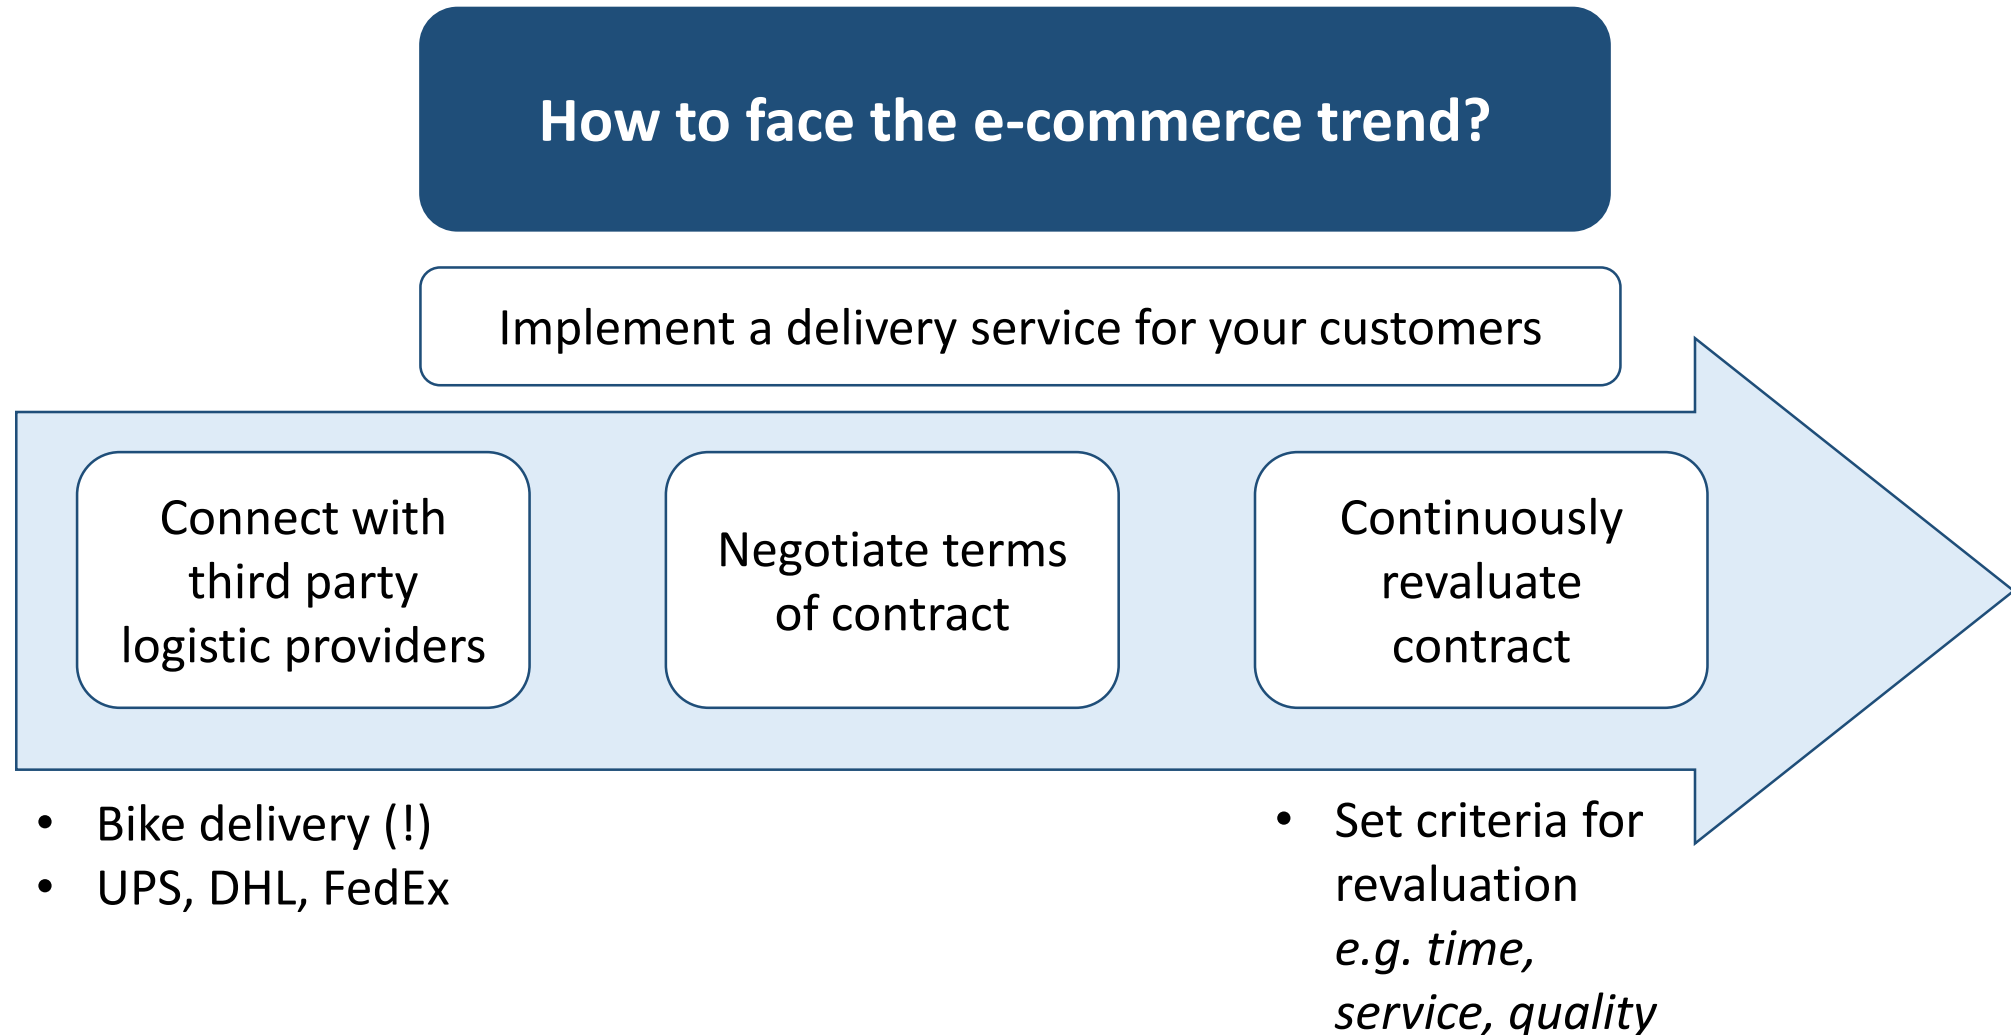 How to face the e-commerce trend?
Implement a delivery service for your customers
Connect with
third party
logistic providers
Negotiate terms
of contract
Continuously
revaluate
contract
• Bike delivery (!)
• UPS, DHL, FedEx
• Set criteria for
revaluation
e.g. time,
service, quality